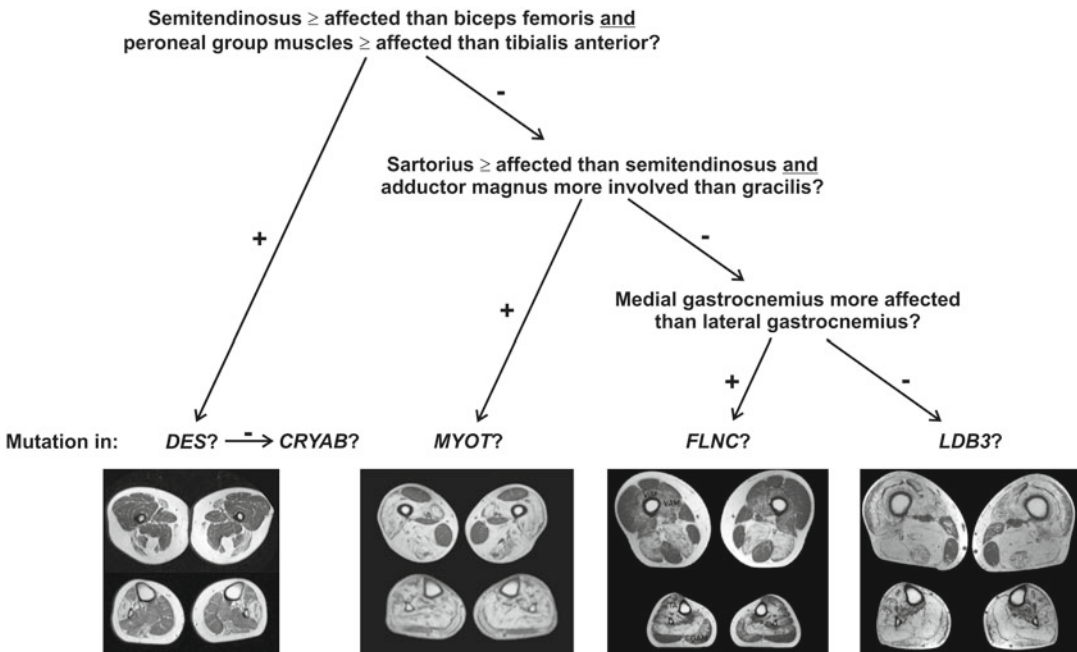 Semitendinosus ≥ affected than biceps femoris and
peroneal group muscles ≥ affected than tibialis anterior?
-
Sartorius ≥ affected than semitendinosus and
adductor magnus more involved than gracilis?
+
-
Medial gastrocnemius more affected
than lateral gastrocnemius?
+
+
-
Mutation in: DES? - CRYAB? MYOT? FLNC? LDB3?